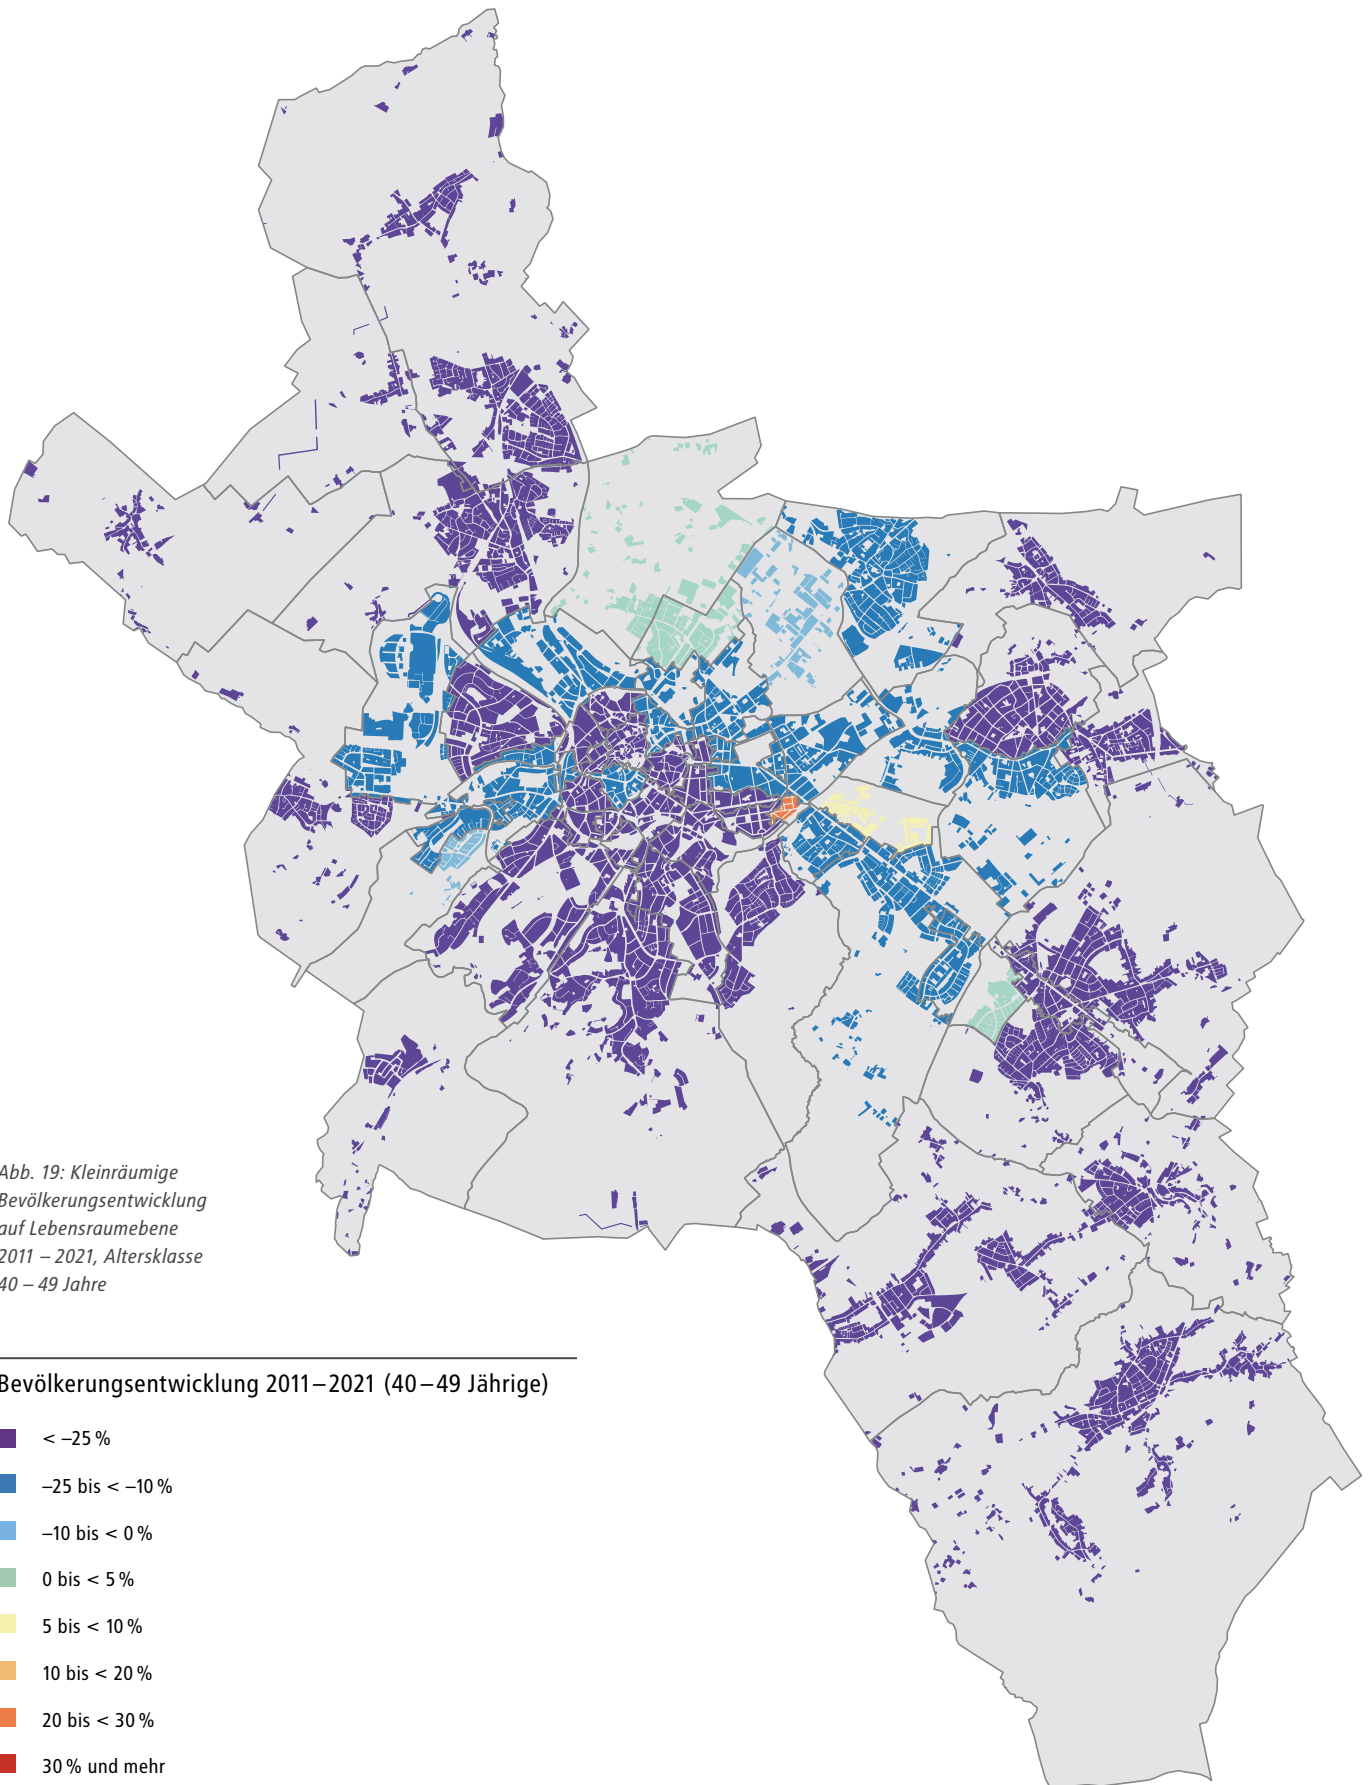 Abb. 19: Kleinräumige
Bevölkerungsentwicklung
auf Lebensraumebene
2011 – 2021, Altersklasse
40 – 49 Jahre
Bevölkerungsentwicklung 2011–2021 (40–49 Jährige)
< –25 %
–25 bis < –10 %
–10 bis < 0 %
0 bis < 5 %
5 bis < 10 %
10 bis < 20 %
20 bis < 30 %
30 % und mehr